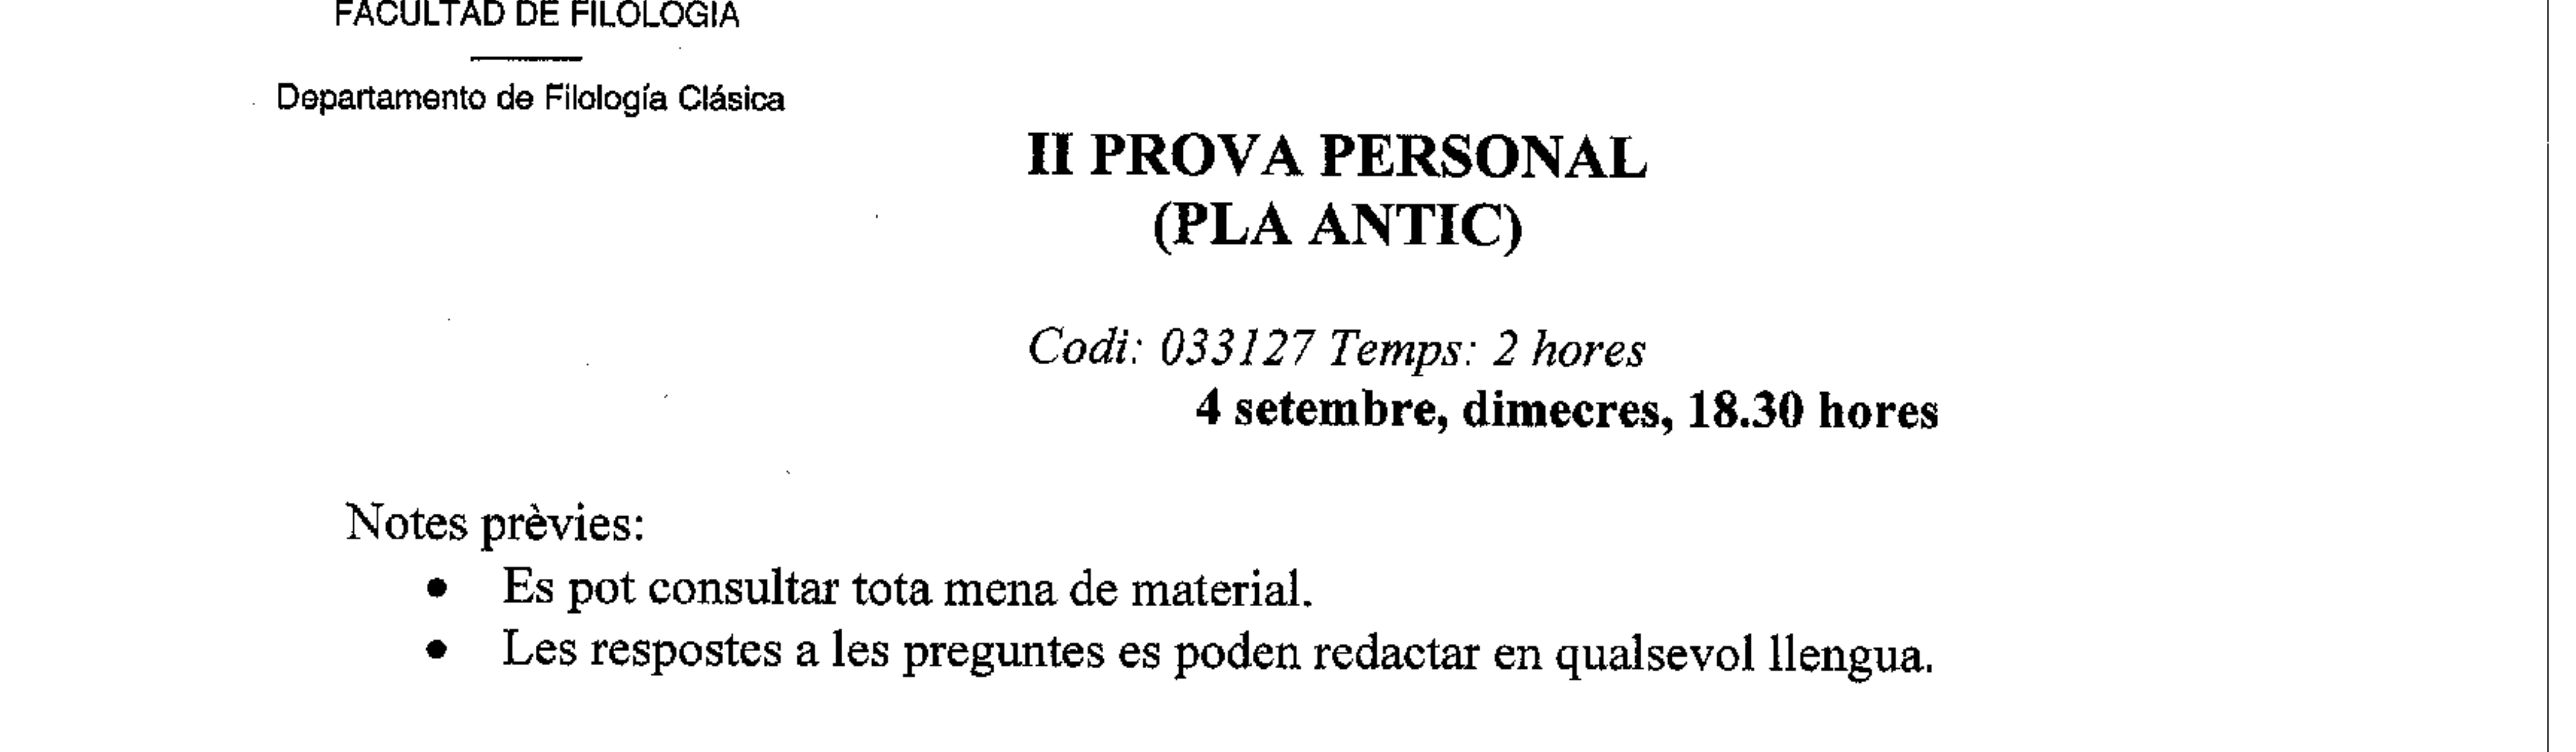 FACULTAD DE FILOLOGIA
Departamento de Filología Clásica
II PROVA PERSONAL
(PLA ANTIC)
Codi: 033127 Temps: 2 hores
4 setembre, dimecres, 18.30 hores
Notes prèvies:
• Es pot consultar tota mena de material.
• Les respostes a les preguntes es poden redactar en qualsevol llengua.